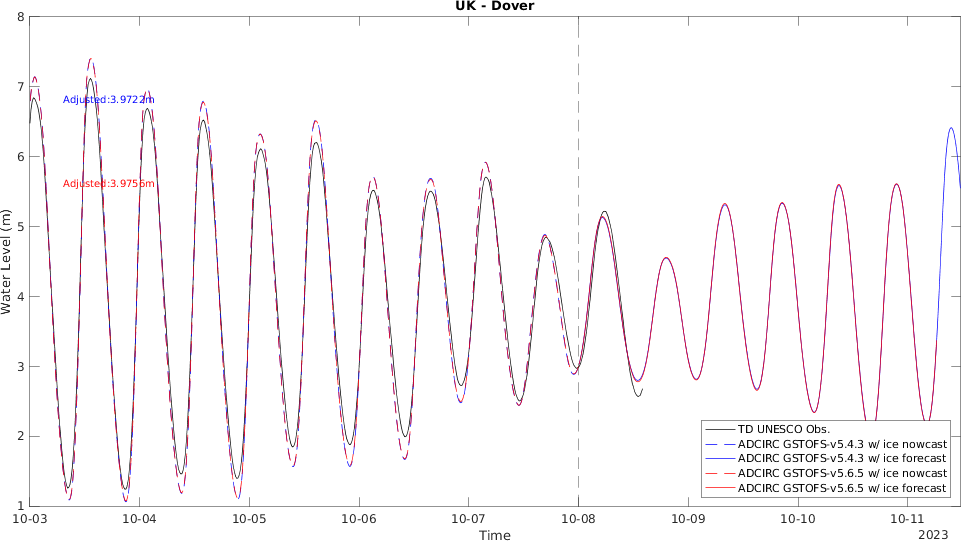 UK - Dover
8
7
6
5
4
3
2
1
Water Level (m)
Adjusted:3.9722m
Adjusted:3.9756m
TD UNESCO Obs.
ADCIRC GSTOFS-v5.4.3 w/ ice nowcast
ADCIRC GSTOFS-v5.4.3 w/ ice forecast
ADCIRC GSTOFS-v5.6.5 w/ ice nowcast
ADCIRC GSTOFS-v5.6.5 w/ ice forecast
10-03 10-04 10-05 10-06 10-07 10-08 10-09 10-10 10-11
Time
2023